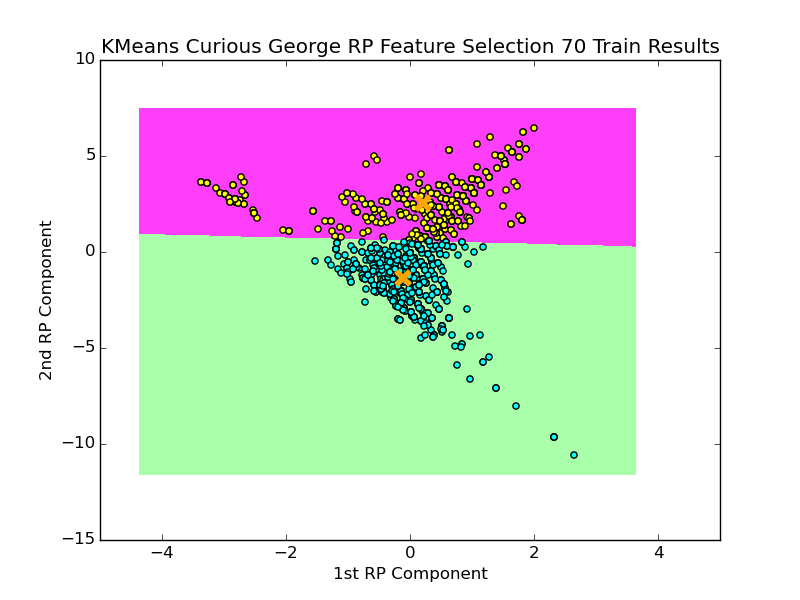 KMeans Curious George RP Feature Selection 70 Train Results
10
5
0
−5
−10
−15
2nd RP Component
−4 −2 0 2 4
1st RP Component